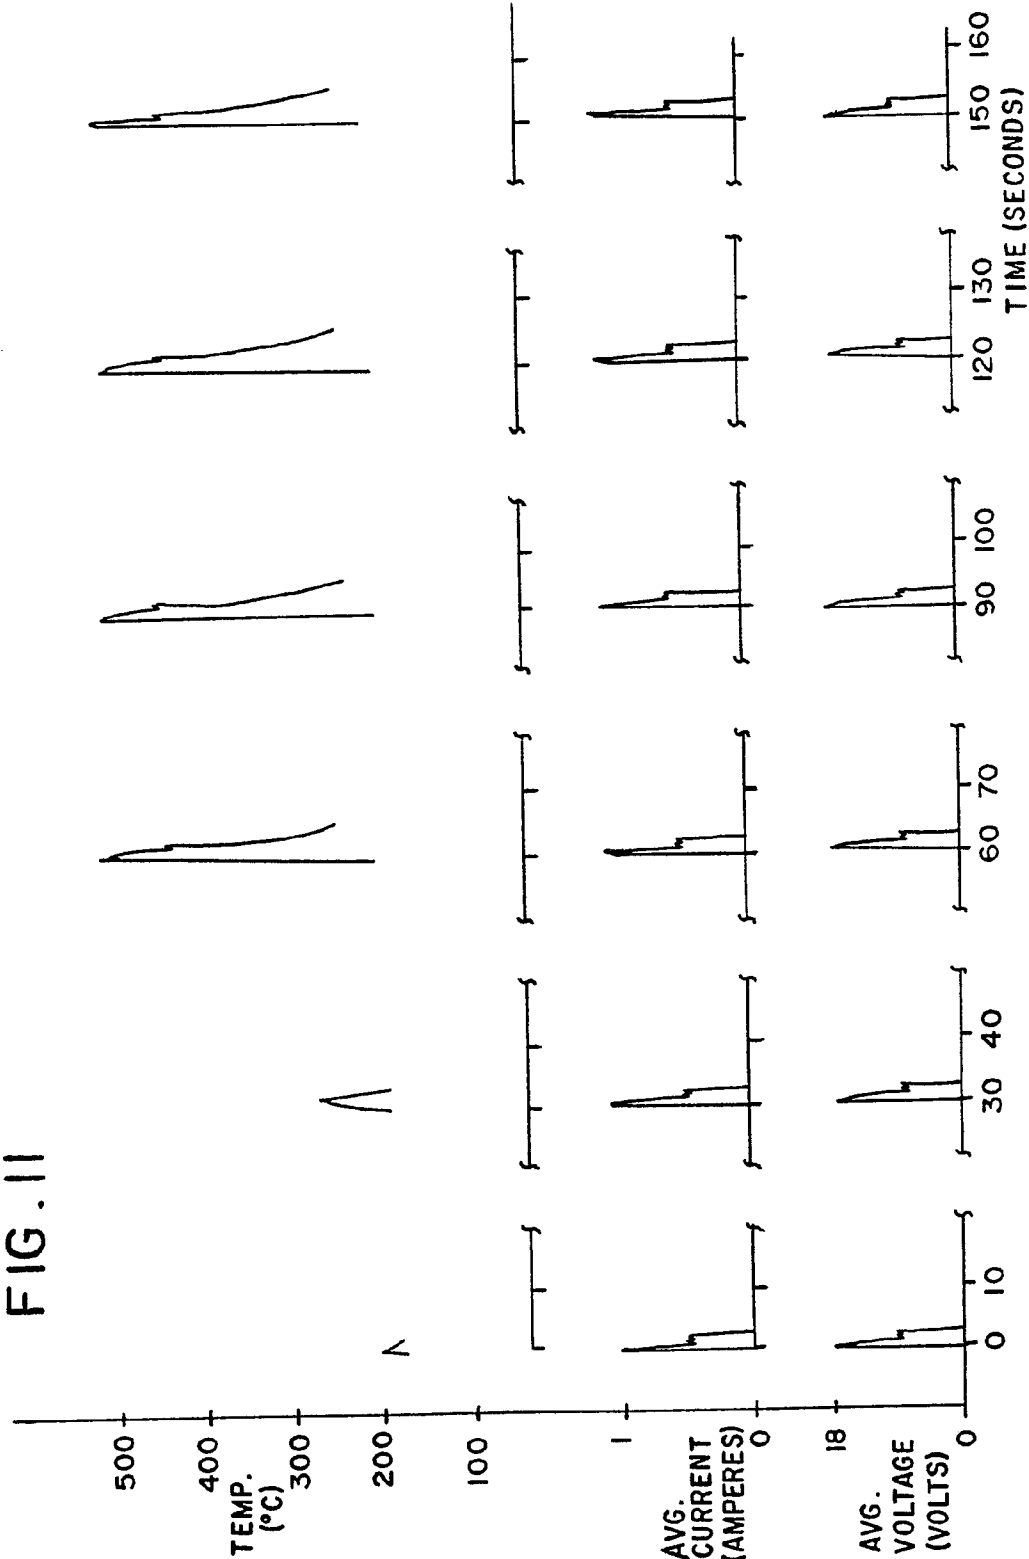 FIG. 11
500
400
300
200
100
TEMP.
(°C)
1
0
AVG.
CURRENT
(AMPERES)
18
0
AVG.
VOLTAGE
(VOLTS)
0 10 30 40 60 70 90 100 120 130 150 160
TIME (SECONDS)